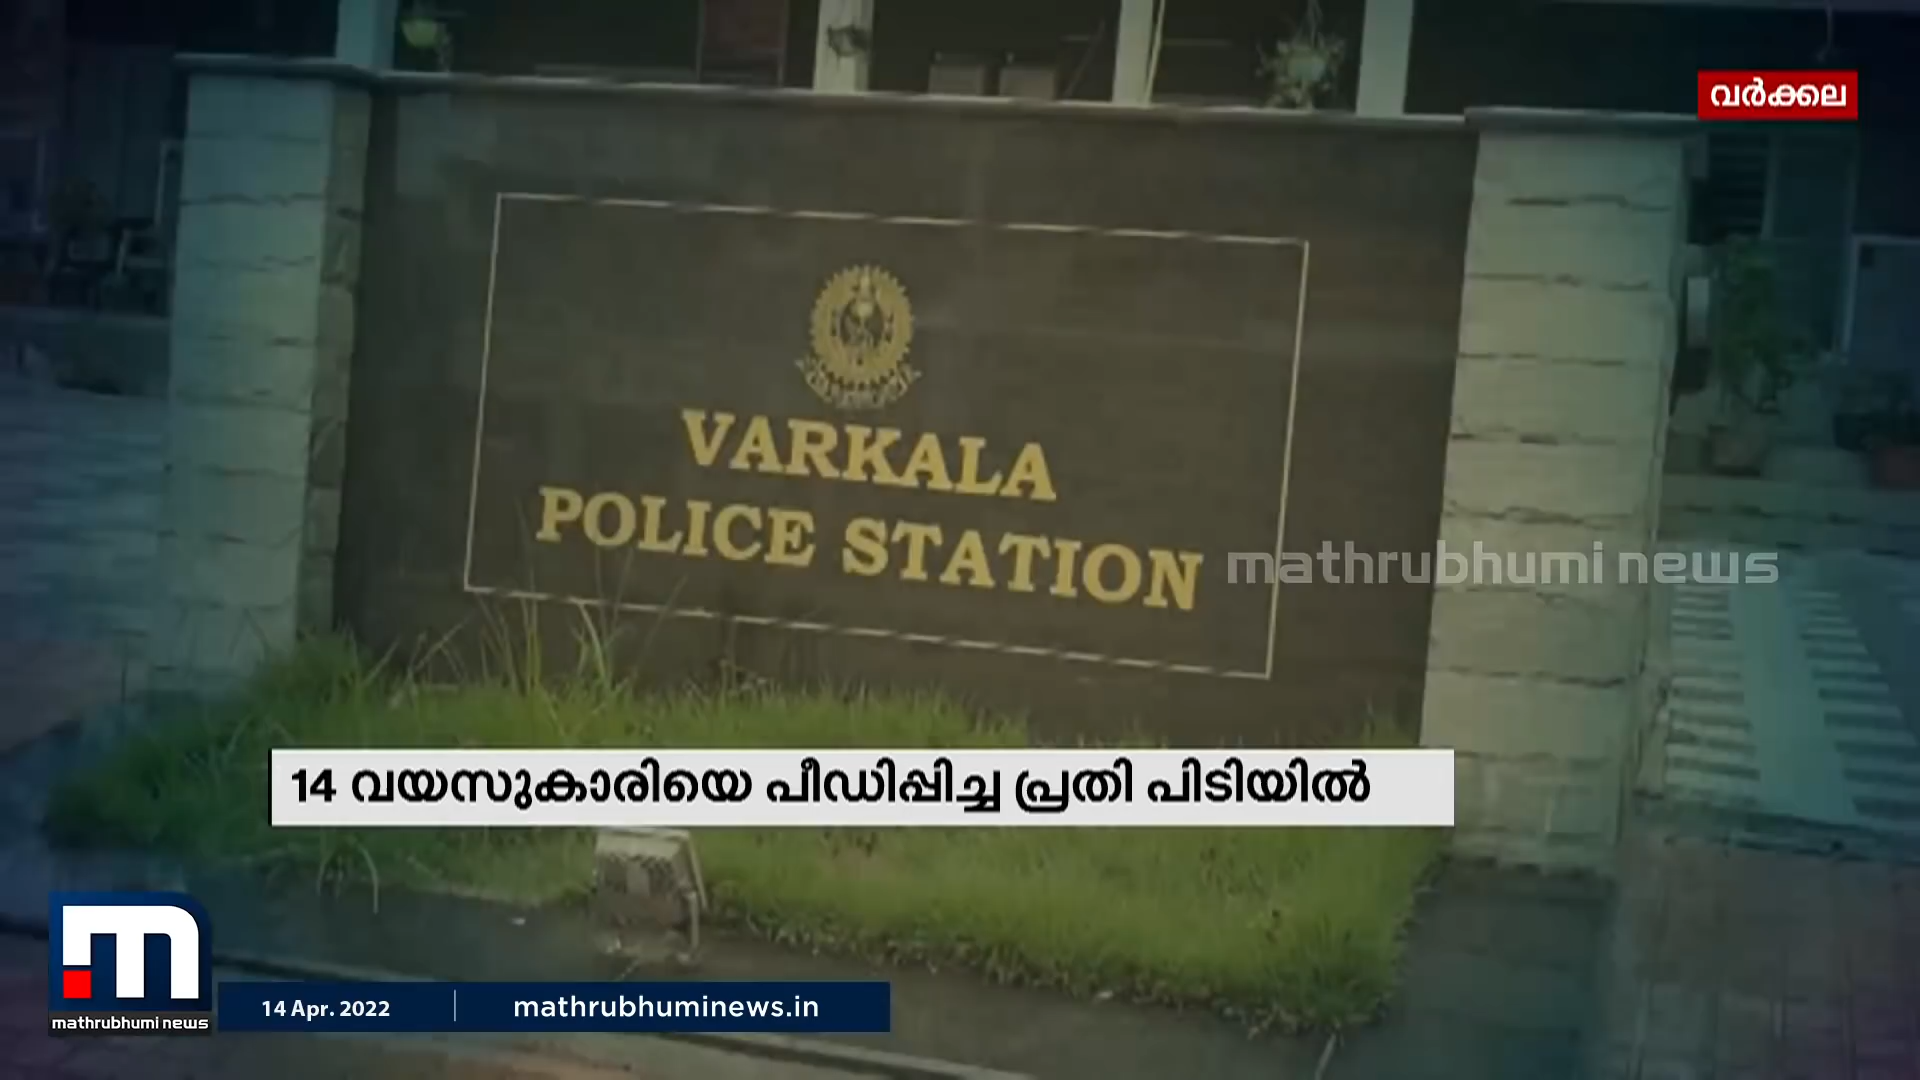 വർക്കല
VARKALA
POLICE STATION
mathrubhumi news
14 വയസുകാരിയെ പീഡിപ്പിച്ച പ്രതി പിടിയിൽ
mathrubhumi news
14 Apr. 2022
mathrubhuminews.in